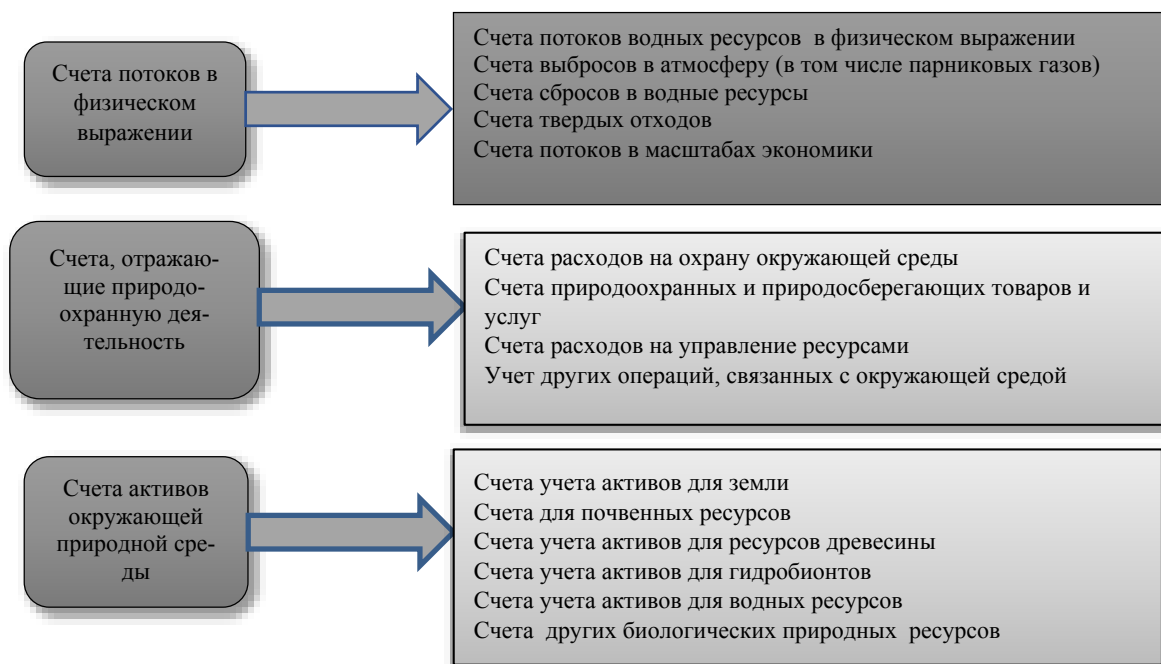 Счета потоков в
физическом
выражении
Счета потоков водных ресурсов в физическом выражении
Счета выбросов в атмосферу (в том числе парниковых газов)
Счета сбросов в водные ресурсы
Счета твердых отходов
Счета потоков в масштабах экономики
Счета, отражаю-
щие природо-
охранную дея-
тельность
Счета расходов на охрану окружающей среды
Счета природоохранных и природосберегающих товаров и
услуг
Счета расходов на управление ресурсами
Учет других операций, связанных с окружающей средой
Счета активов
окружающей
природной сре-
ды
Счета учета активов для земли
Счета для почвенных ресурсов
Счета учета активов для ресурсов древесины
Счета учета активов для гидробионтов
Счета учета активов для водных ресурсов
Счета других биологических природных ресурсов